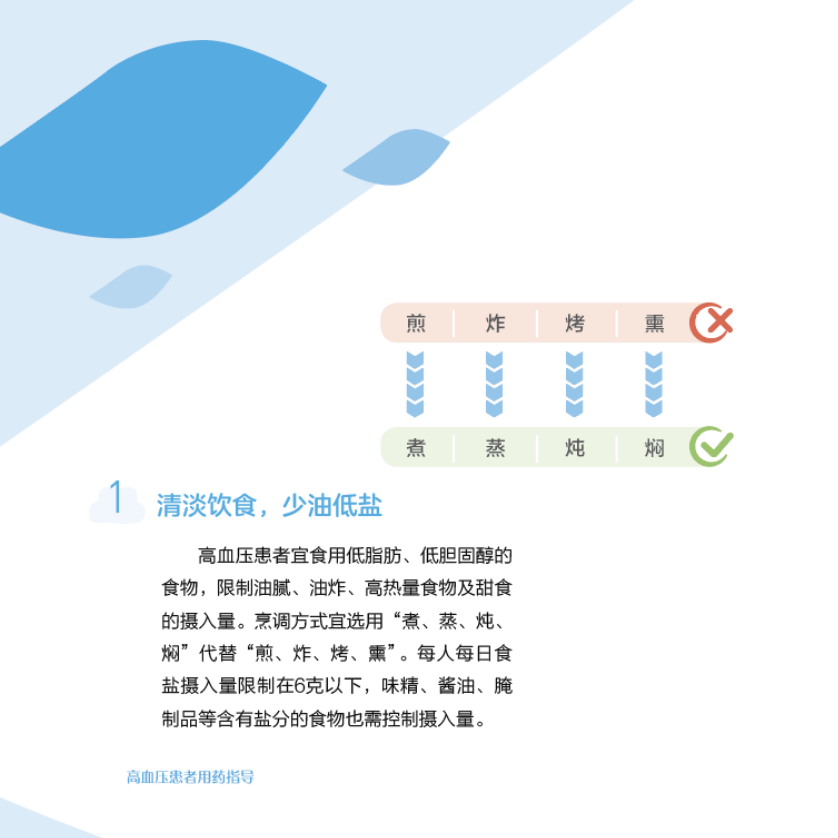 煎 炸 烤 熏
煮 蒸 炖 焖
1 清淡饮食，少油低盐
高血压患者宜食用低脂肪、低胆固醇的
食物，限制油腻、油炸、高热量食物及甜食
的摄入量。烹调方式宜选用“煮、蒸、炖、
焖”代替“煎、炸、烤、熏”。每人每日食
盐摄入量限制在6克以下，味精、酱油、腌
制品等含有盐分的食物也需控制摄入量。
高血压患者用药指导